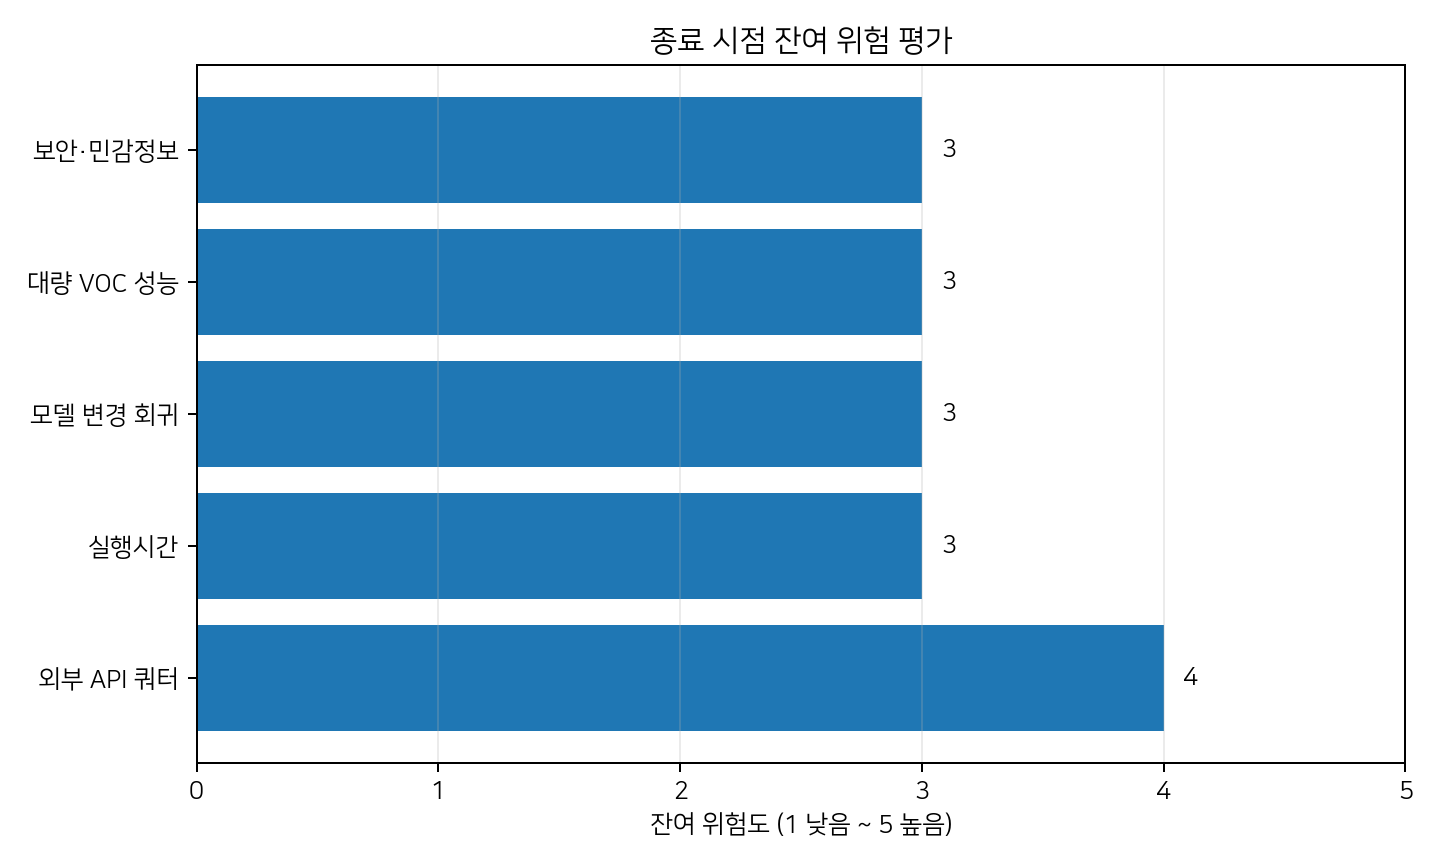 종료 시점 잔여 위험 평가
보안·민감정보
3
대량 VOC 성능
3
모델 변경 회귀
3
실행시간
3
외부 API 쿼터
4
0 1 2 3 4 5
잔여 위험도 (1 낮음 ~ 5 높음)